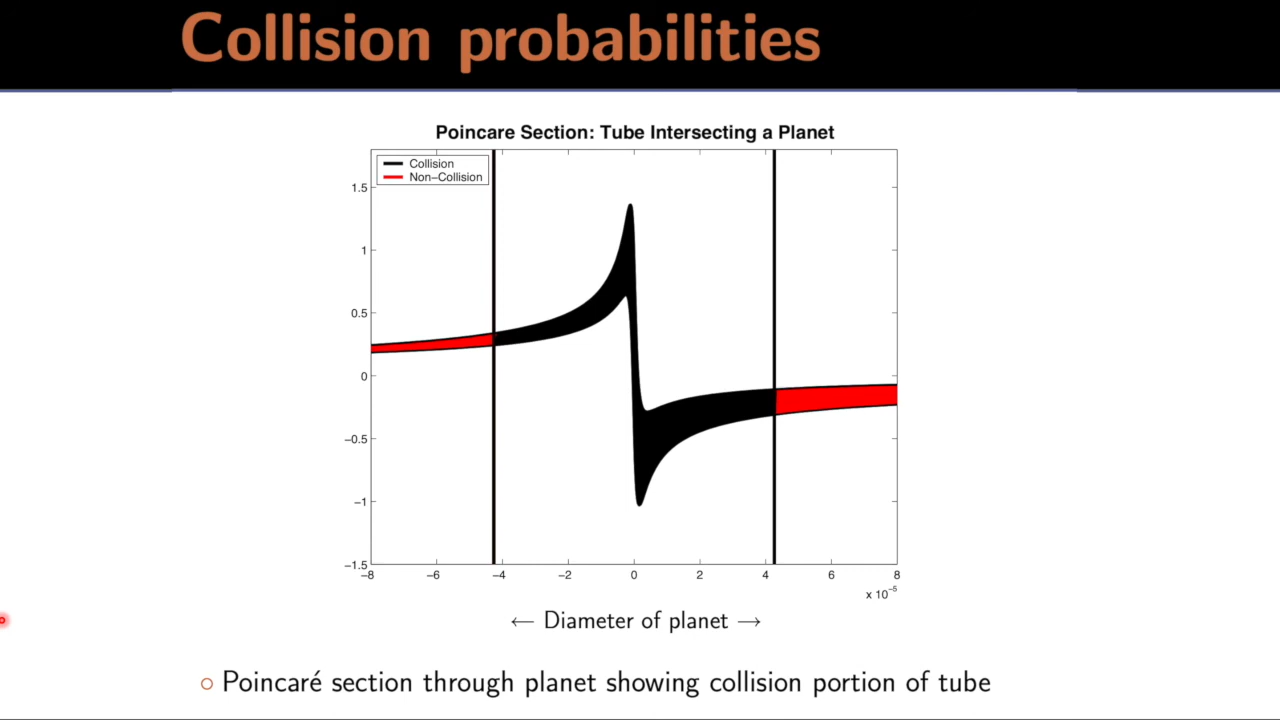 Collision probabilities
Poincare Section: Tube Intersecting a Planet
Collision
Non-Collision
1.5
1
0.5
0
−0.5
−1
−1.5
−8 −6 −4 −2 0 2 4 6 8
x 10⁻⁵
← Diameter of planet →
○ Poincaré section through planet showing collision portion of tube